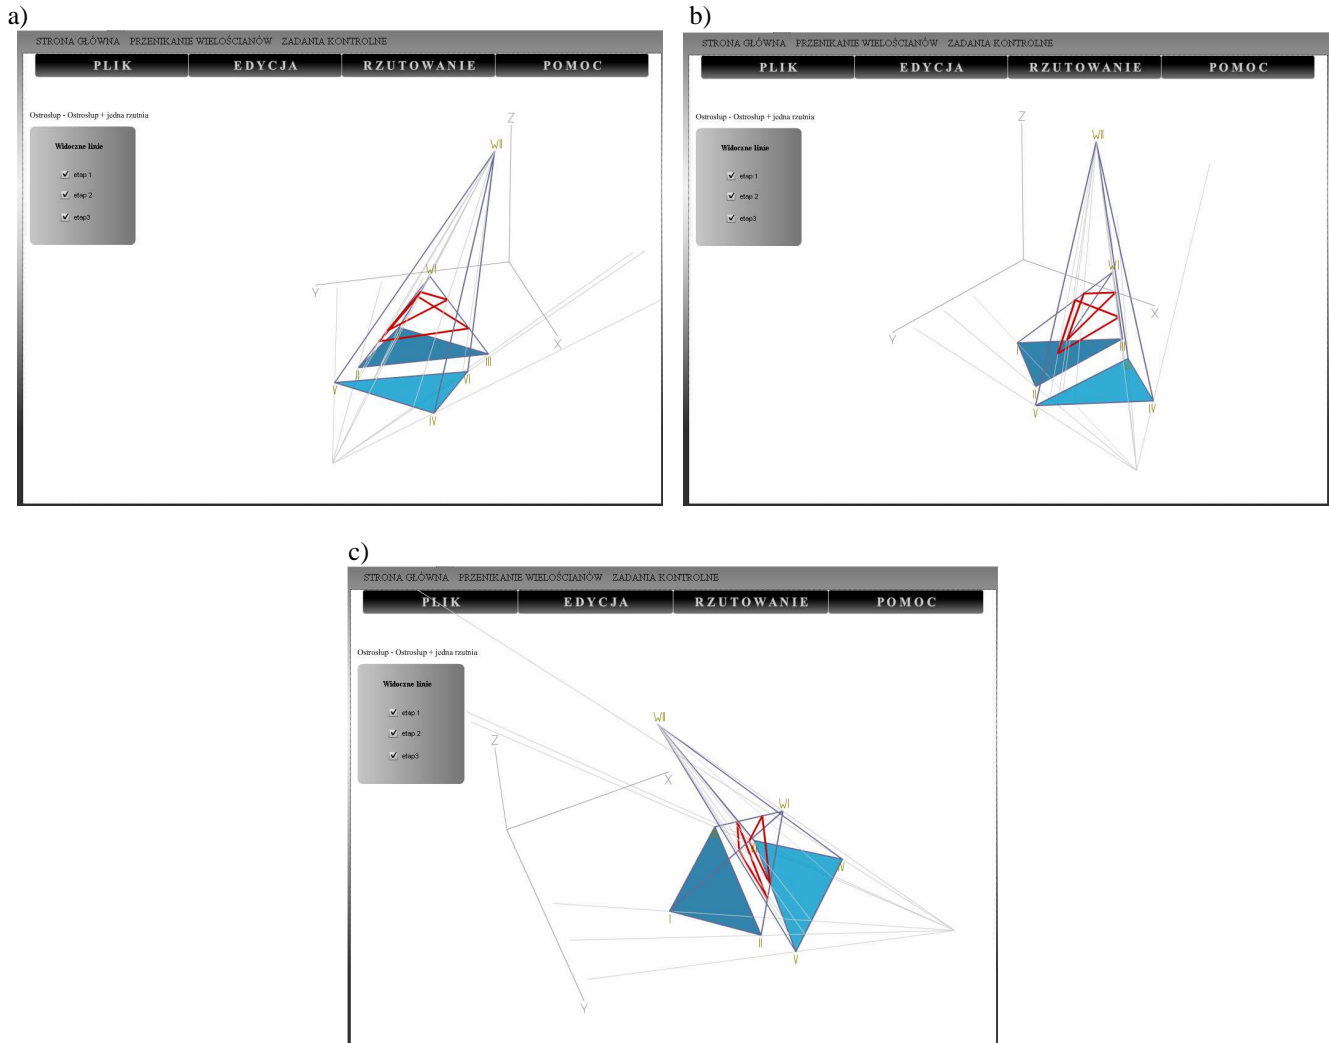 a)
STRONA GŁÓWNA PRZENIKANIE WIELOŚCIANÓW ZADANIA KONTROLNE
PLIK EDYCJA RZUTOWANIE POMOC
Ostrosłup - Ostrosłup + jedna rzutnia
Widoczne linie
etap 1
etap 2
etap3
Z
WII
WI
Y
X
III
II
VI
V
IV
b)
STRONA GŁÓWNA PRZENIKANIE WIELOŚCIANÓW ZADANIA KONTROLNE
PLIK EDYCJA RZUTOWANIE POMOC
Ostrosłup - Ostrosłup + jedna rzutnia
Widoczne linie
etap 1
etap 2
etap3
Z
WII
WI
X
Y
I
III
II
V
IV
c)
STRONA GŁÓWNA PRZENIKANIE WIELOŚCIANÓW ZADANIA KONTROLNE
PLIK EDYCJA RZUTOWANIE POMOC
Ostrosłup - Ostrosłup + jedna rzutnia
Widoczne linie
etap 1
etap 2
etap3
WII
Z
X
WI
IV
I
II
V
Y